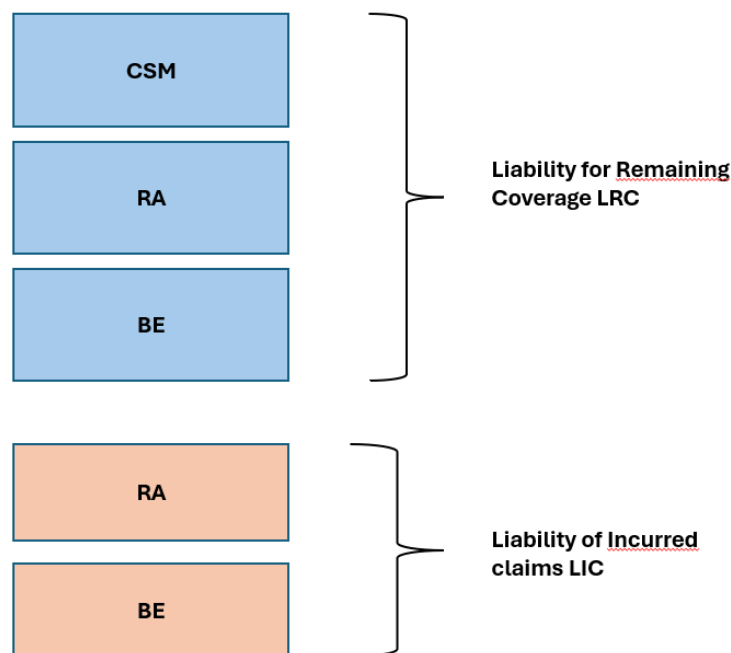 CSM
RA
Liability for Remaining
Coverage LRC
BE
RA
Liability of Incurred
claims LIC
BE